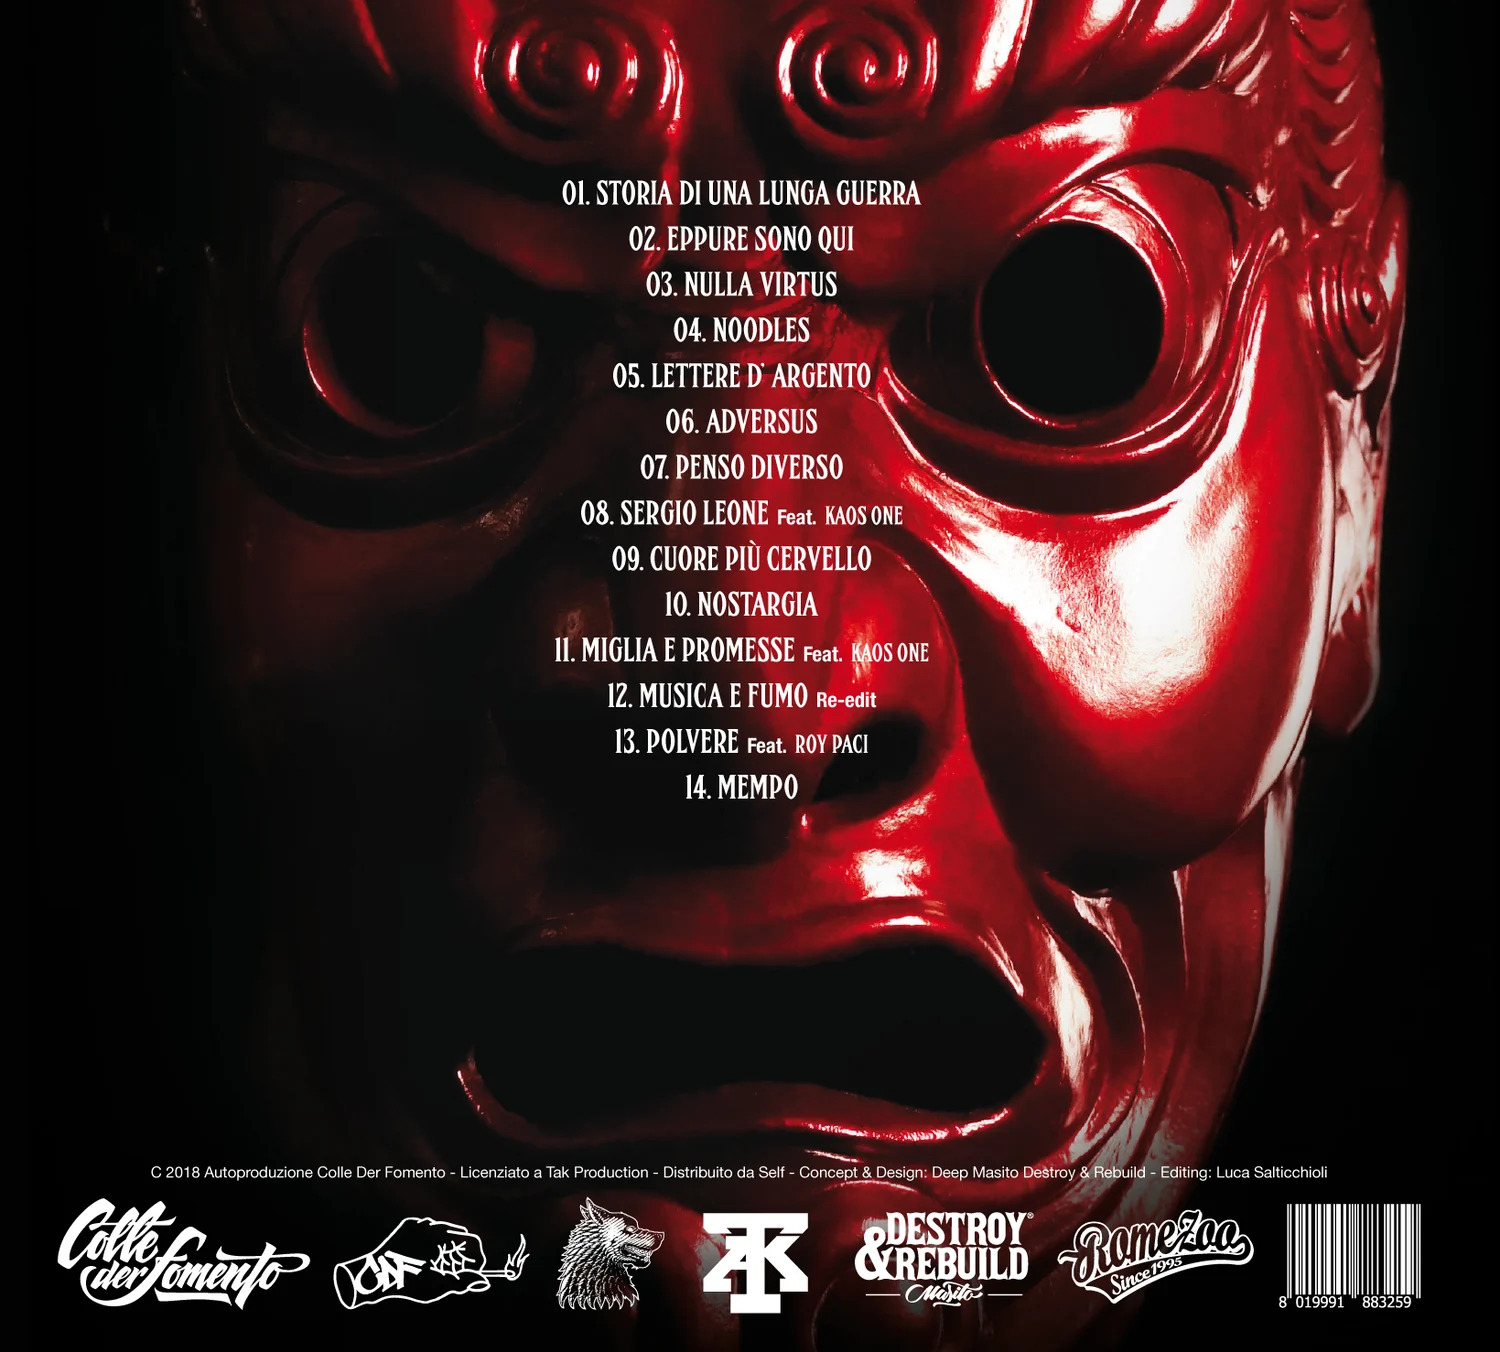 01. STORIA DI UNA LUNGA GUERRA
02. EPPURE SONO QUI
03. NULLA VIRTUS
04. NOODLES
05. LETTERE D' ARGENTO
06. ADVERSUS
07. PENSO DIVERSO
08. SERGIO LEONE Feat. KAOS ONE
09. CUORE PIÙ CERVELLO
10. NOSTARGIA
11. MIGLIA E PROMESSE Feat. KAOS ONE
12. MUSICA E FUMO Re-edit
13. POLVERE Feat. ROY PACI
14. MEMPO
C 2018 Autoproduzione Colle Der Fomento - Licenziato a Tak Production - Distribuito da Self - Concept & Design: Deep Masito Destroy & Rebuild - Editing: Luca Salticchioli
Colle der Fomento
CDF
TAK
DESTROY & REBUILD®
Masito
RomeZoo
Since 1995
8 019991 883259